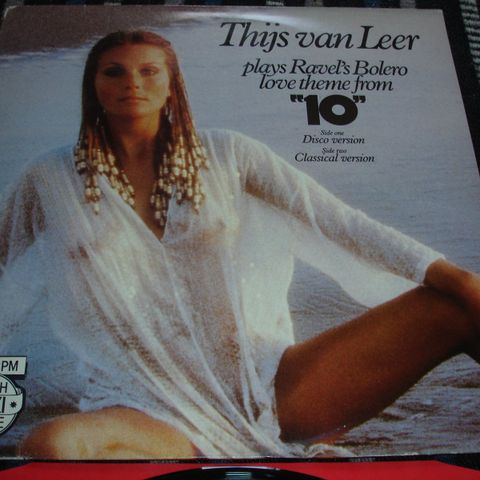 Thijs van Leer
plays Ravel's Bolero
love theme from
"10"
Side one
Disco version
Side two
Classical version
PM